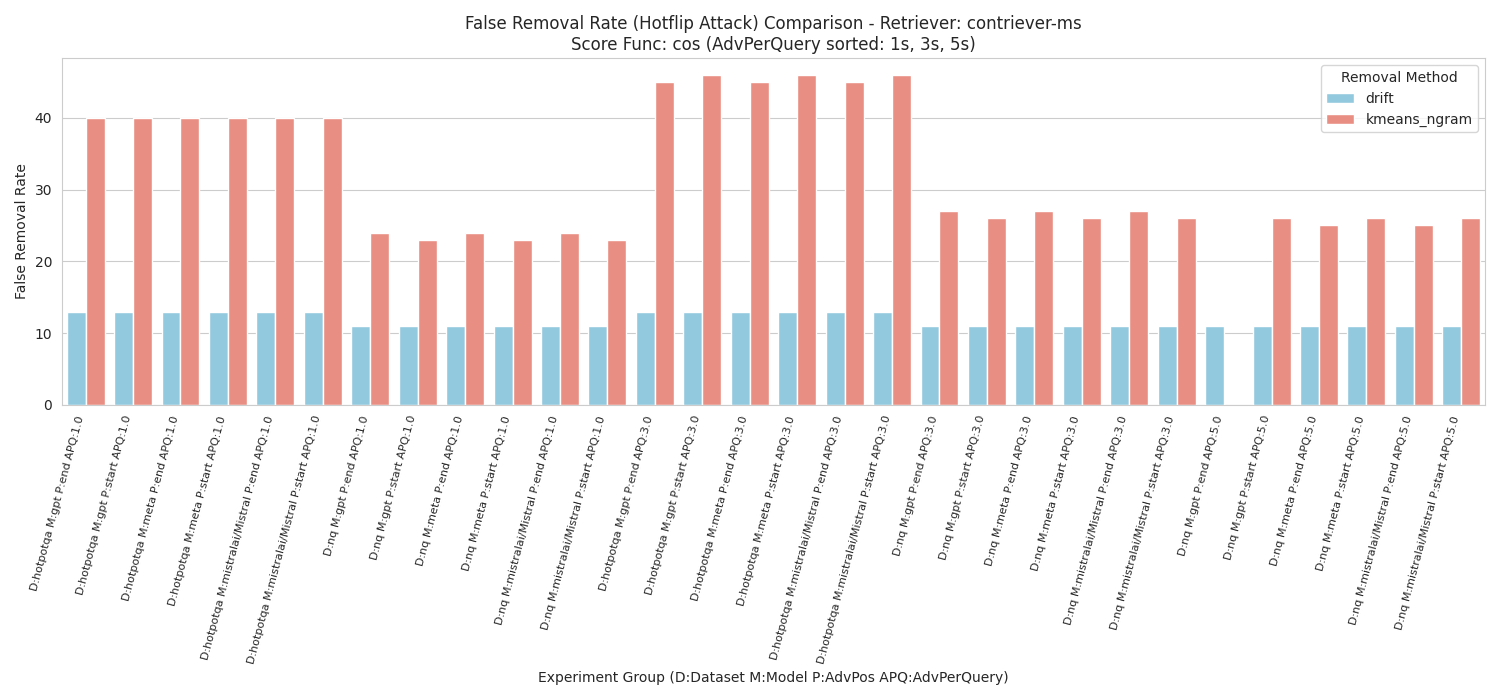 False Removal Rate (Hotflip Attack) Comparison - Retriever: contriever-ms
Score Func: cos (AdvPerQuery sorted: 1s, 3s, 5s)
Removal Method
drift
kmeans_ngram
False Removal Rate
40
30
20
10
0
D:hotpotqa M:gpt P:end APQ:1.0
D:hotpotqa M:gpt P:start APQ:1.0
D:hotpotqa M:meta P:end APQ:1.0
D:hotpotqa M:meta P:start APQ:1.0
D:hotpotqa M:mistralai/Mistral P:end APQ:1.0
D:hotpotqa M:mistralai/Mistral P:start APQ:1.0
D:nq M:gpt P:end APQ:1.0
D:nq M:gpt P:start APQ:1.0
D:nq M:meta P:end APQ:1.0
D:nq M:meta P:start APQ:1.0
D:nq M:mistralai/Mistral P:end APQ:1.0
D:nq M:mistralai/Mistral P:start APQ:1.0
D:hotpotqa M:gpt P:end APQ:3.0
D:hotpotqa M:gpt P:start APQ:3.0
D:hotpotqa M:meta P:end APQ:3.0
D:hotpotqa M:meta P:start APQ:3.0
D:hotpotqa M:mistralai/Mistral P:end APQ:3.0
D:hotpotqa M:mistralai/Mistral P:start APQ:3.0
D:nq M:gpt P:end APQ:3.0
D:nq M:gpt P:start APQ:3.0
D:nq M:meta P:end APQ:3.0
D:nq M:meta P:start APQ:3.0
D:nq M:mistralai/Mistral P:end APQ:3.0
D:nq M:mistralai/Mistral P:start APQ:3.0
D:nq M:gpt P:end APQ:5.0
D:nq M:gpt P:start APQ:5.0
D:nq M:meta P:end APQ:5.0
D:nq M:meta P:start APQ:5.0
D:nq M:mistralai/Mistral P:end APQ:5.0
D:nq M:mistralai/Mistral P:start APQ:5.0
Experiment Group (D:Dataset M:Model P:AdvPos APQ:AdvPerQuery)